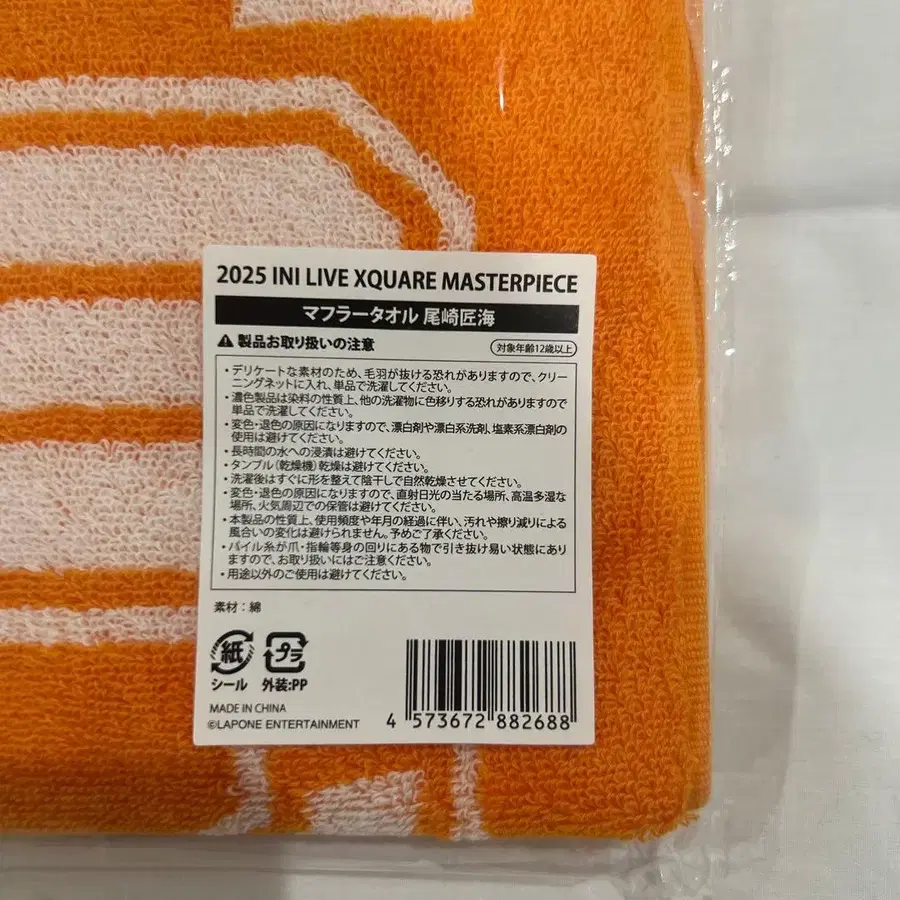 2025 INI LIVE XQUARE MASTERPIECE
マフラータオル 尾崎匠海
製品お取り扱いの注意
対象年齢12歳以上
・デリケートな素材のため、毛羽が抜ける恐れがありますので、クリー
ニングネットに入れ、単品で洗濯してください。
・濃色製品は染料の性質上、他の洗濯物に色移りする恐れがありますので
単品で洗濯してください。
・変色・退色の原因になりますので、漂白剤や漂白系洗剤、塩素系漂白剤の
使用は避けてください。
・長時間の水への浸漬は避けてください。
・タンブル(乾燥機)乾燥は避けてください。
・洗濯後はすぐに形を整えて陰干しで自然乾燥させてください。
・変色・退色の原因になりますので、直射日光の当たる場所、高温多湿な
場所、火気周辺での保管は避けてください。
・本製品の性質上、使用頻度や年月の経過に伴い、汚れや擦り減りによる
風合いの変化は避けられません。予めご了承ください。
・パイル糸が爪・指輪等身の回りにある物で引き抜け易い状態にあり
ますので、お取り扱いにはご注意ください。
・用途以外のご使用は避けてください。
素材：綿
紙
プラ
シール
外装:PP
MADE IN CHINA
©LAPONE ENTERTAINMENT
4 573672 882688